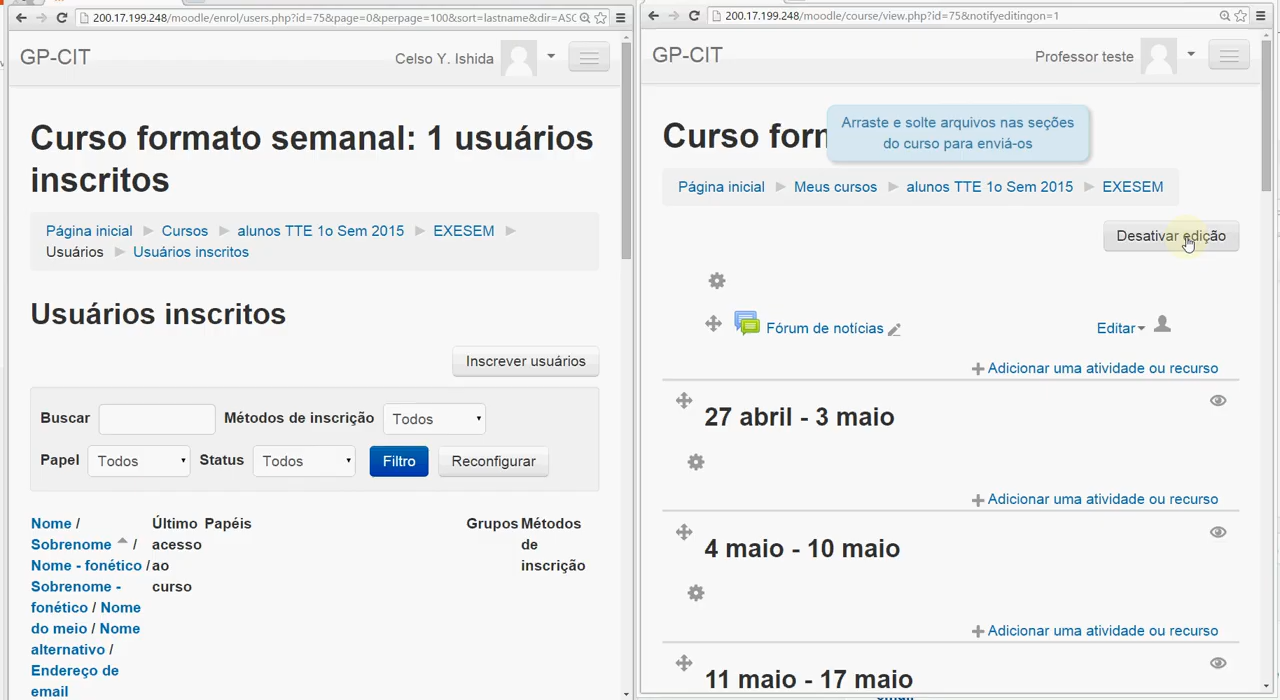 200.17.199.248/moodle/enrol/users.php?id=75&page=0&perpage=100&sort=lastname&dir=ASC
GP-CIT
Celso Y. Ishida
Curso formato semanal: 1 usuários
inscritos
Página inicial Cursos alunos TTE 1o Sem 2015 EXESEM
Usuários Usuários inscritos
Usuários inscritos
Inscrever usuários
Buscar Métodos de inscrição Todos
Papel Todos Status Todos Filtro Reconfigurar
Nome / Último Papéis Grupos Métodos
Sobrenome / acesso de
Nome - fonético / ao inscrição
Sobrenome - curso
fonético / Nome
do meio / Nome
alternativo /
Endereço de
email
200.17.199.248/moodle/course/view.php?id=75&notifyeditingon=1
GP-CIT
Professor teste
Arraste e solte arquivos nas seções
do curso para enviá-os
Curso form
Página inicial Meus cursos alunos TTE 1o Sem 2015 EXESEM
Desativar edição
Fórum de notícias Editar
Adicionar uma atividade ou recurso
27 abril - 3 maio
Adicionar uma atividade ou recurso
4 maio - 10 maio
Adicionar uma atividade ou recurso
11 maio - 17 maio